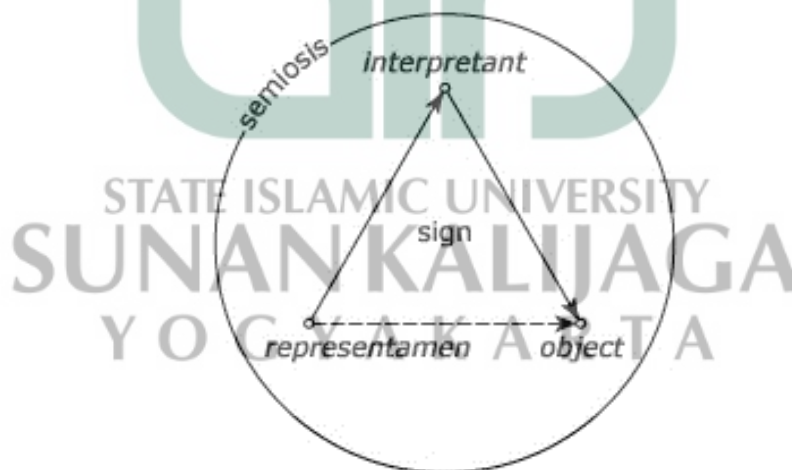 semiosis
interpretant
STATE ISLAMIC UNIVERSITY
sign
SUNAN KALIJAGA
YOGYAKARTA
representamen object